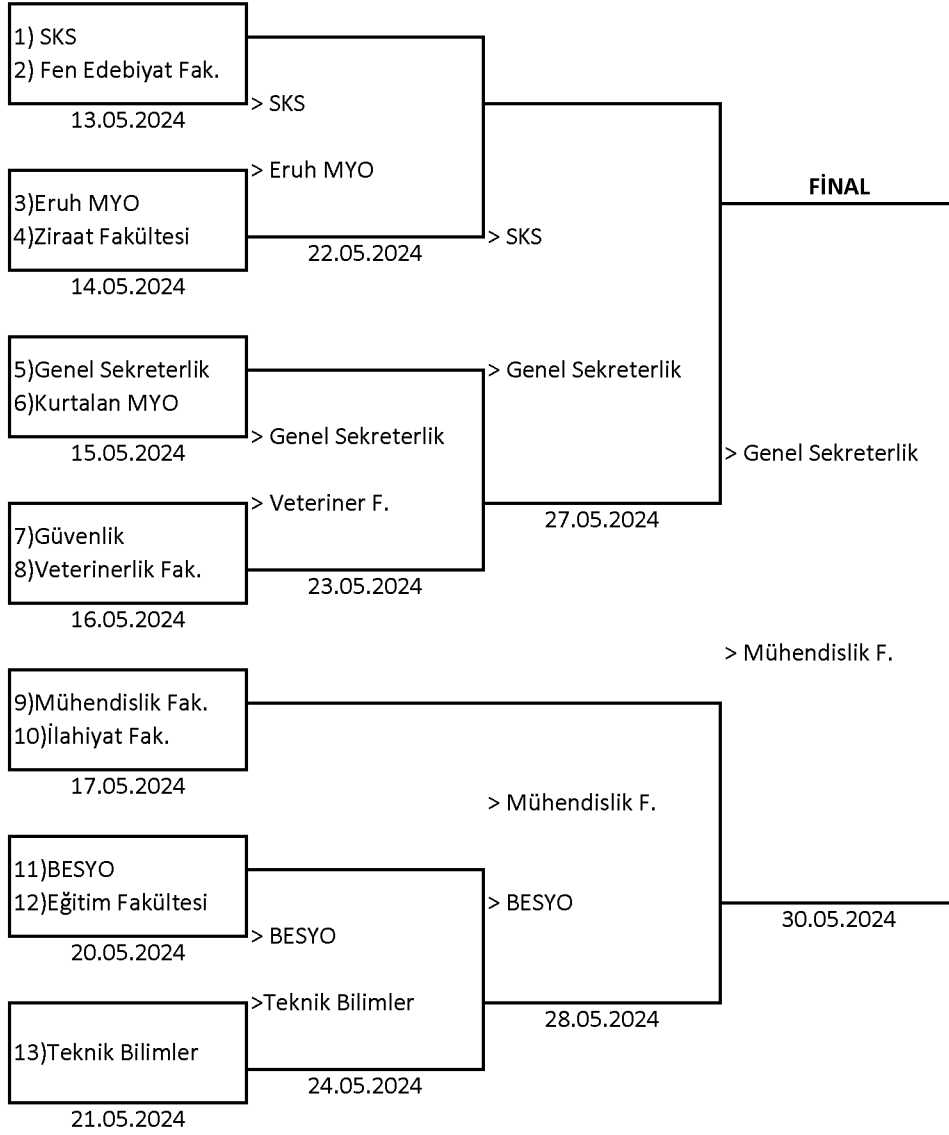 1) SKS
2) Fen Edebiyat Fak.
> SKS
13.05.2024
> Eruh MYO
FİNAL
3)Eruh MYO
4)Ziraat Fakültesi
> SKS
22.05.2024
14.05.2024
5)Genel Sekreterlik
> Genel Sekreterlik
6)Kurtalan MYO
> Genel Sekreterlik
15.05.2024
> Genel Sekreterlik
> Veteriner F.
27.05.2024
7)Güvenlik
8)Veterinerlik Fak.
23.05.2024
16.05.2024
> Mühendislik F.
9)Mühendislik Fak.
10)İlahiyat Fak.
17.05.2024
> Mühendislik F.
11)BESYO
12)Eğitim Fakültesi
> BESYO
30.05.2024
> BESYO
20.05.2024
>Teknik Bilimler
28.05.2024
13)Teknik Bilimler
24.05.2024
21.05.2024